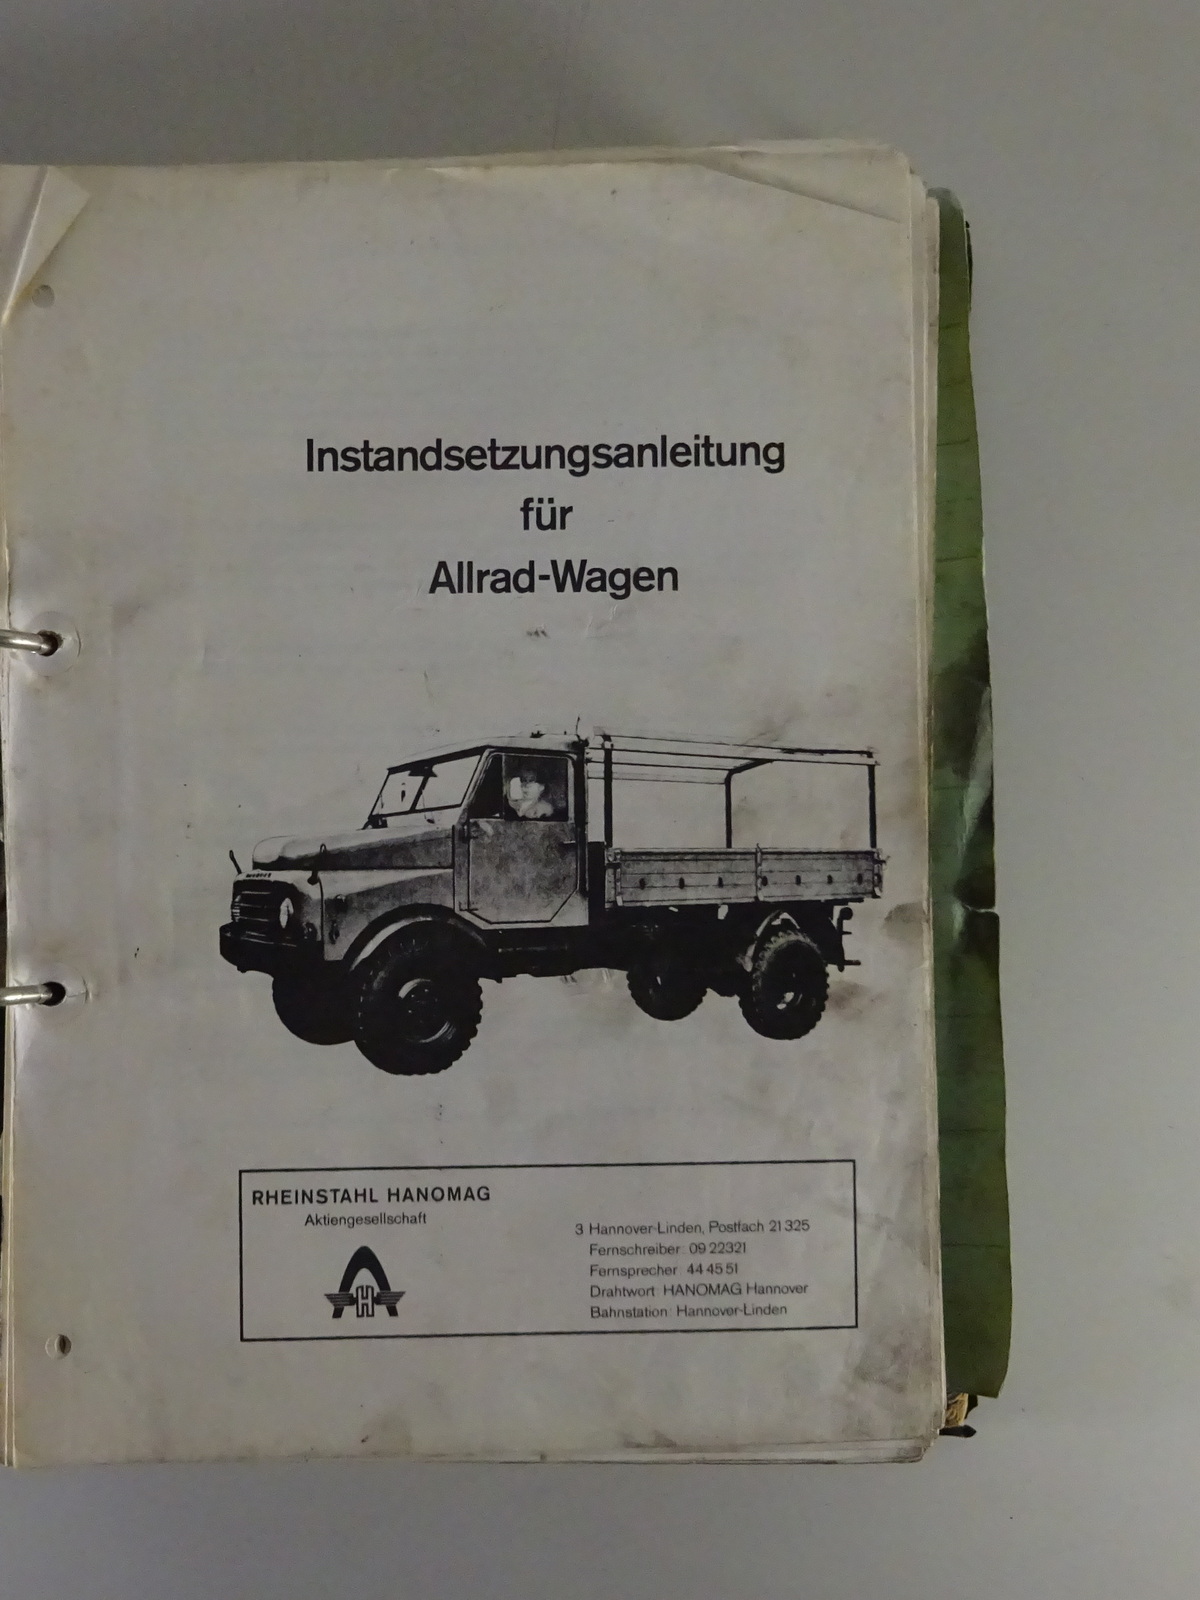 Instandsetzungsanleitung
für
Allrad-Wagen
RHEINSTAHL HANOMAG
Aktiengesellschaft
3 Hannover-Linden, Postfach 21 325
Fernschreiber: 09 22321
Fernsprecher: 44 45 51
Drahtwort: HANOMAG Hannover
Bahnstation: Hannover-Linden